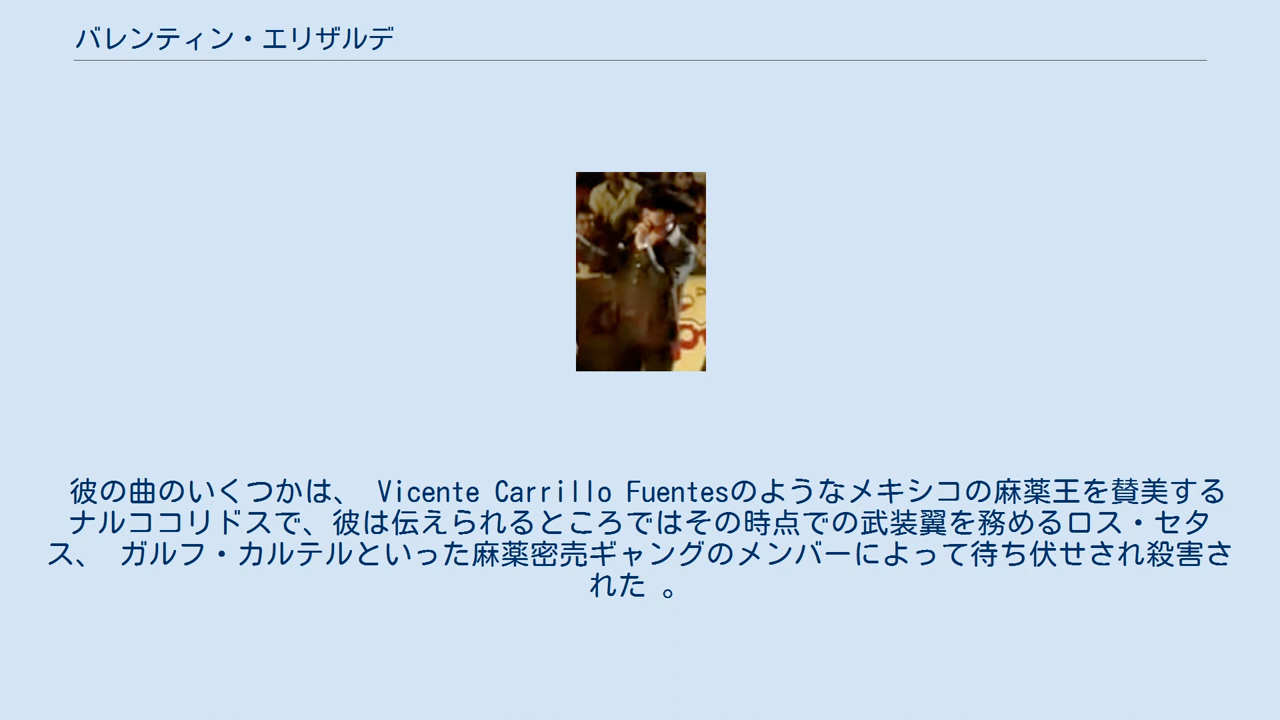 バレンティン・エリザルデ
彼の曲のいくつかは、 Vicente Carrillo Fuentesのようなメキシコの麻薬王を賛美する
ナルココリドスで、彼は伝えられるところではその時点での武装翼を務めるロス・セタ
ス、 ガルフ・カルテルといった麻薬密売ギャングのメンバーによって待ち伏せされ殺害さ
れた 。